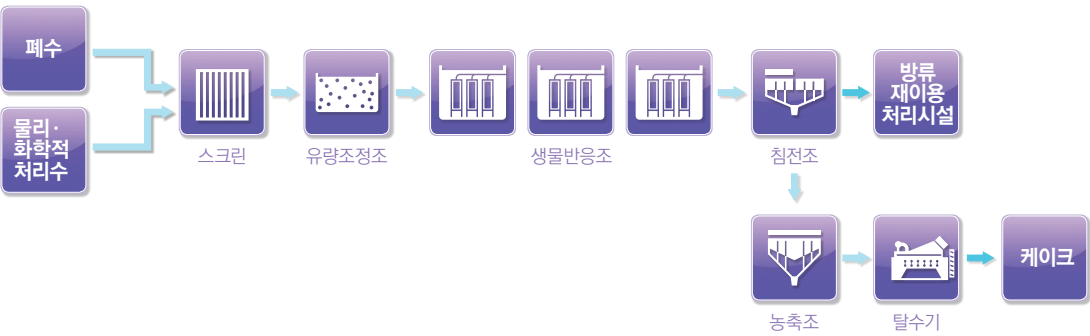 폐수
물리·
화학적
처리수
스크린
유량조정조
생물반응조
침전조
방류
재이용
처리시설
농축조
탈수기
케이크